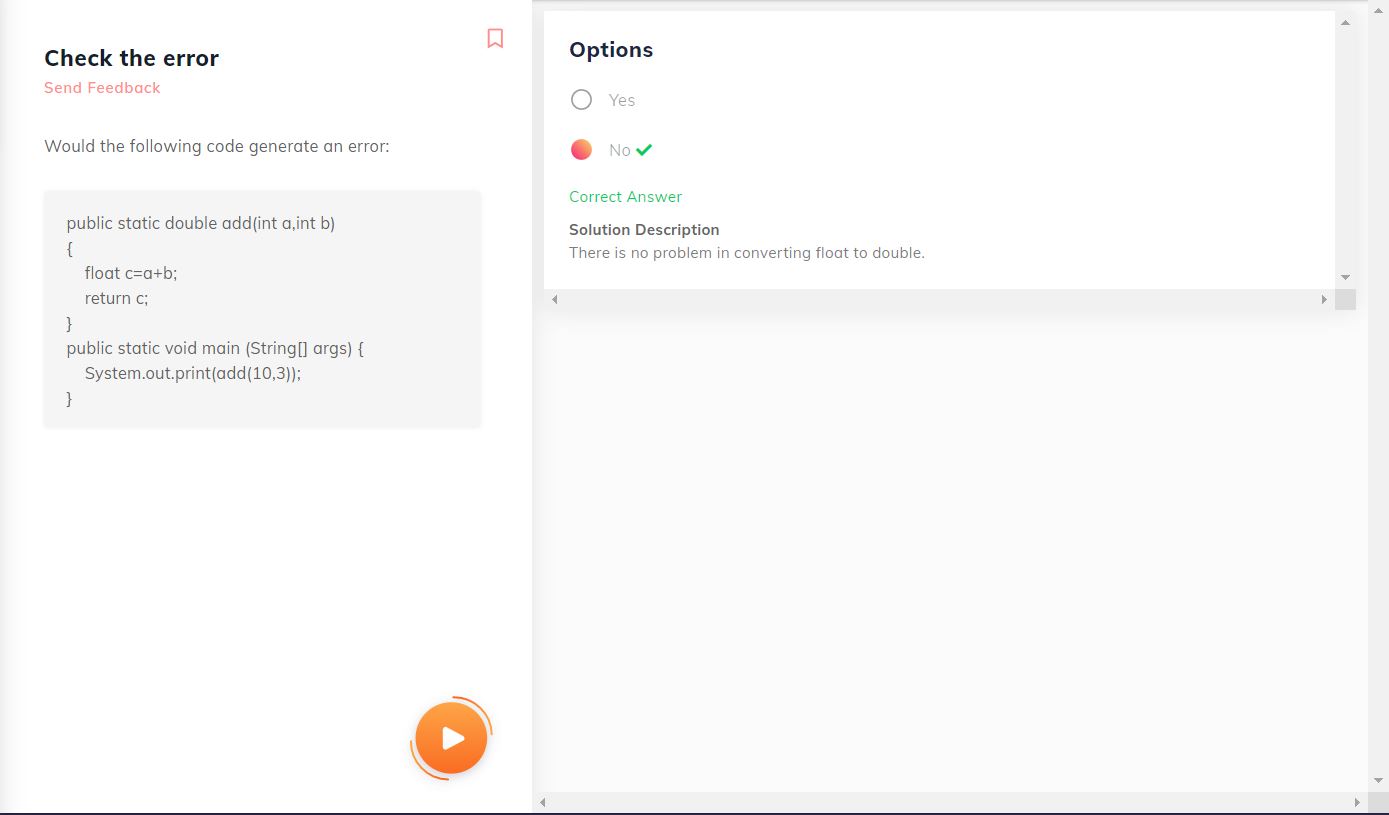 Check the error
Send Feedback
Would the following code generate an error:
public static double add(int a,int b)
{
    float c=a+b;
    return c;
}
public static void main (String[] args) {
    System.out.print(add(10,3));
}
Options
Yes
No
Correct Answer
Solution Description
There is no problem in converting float to double.